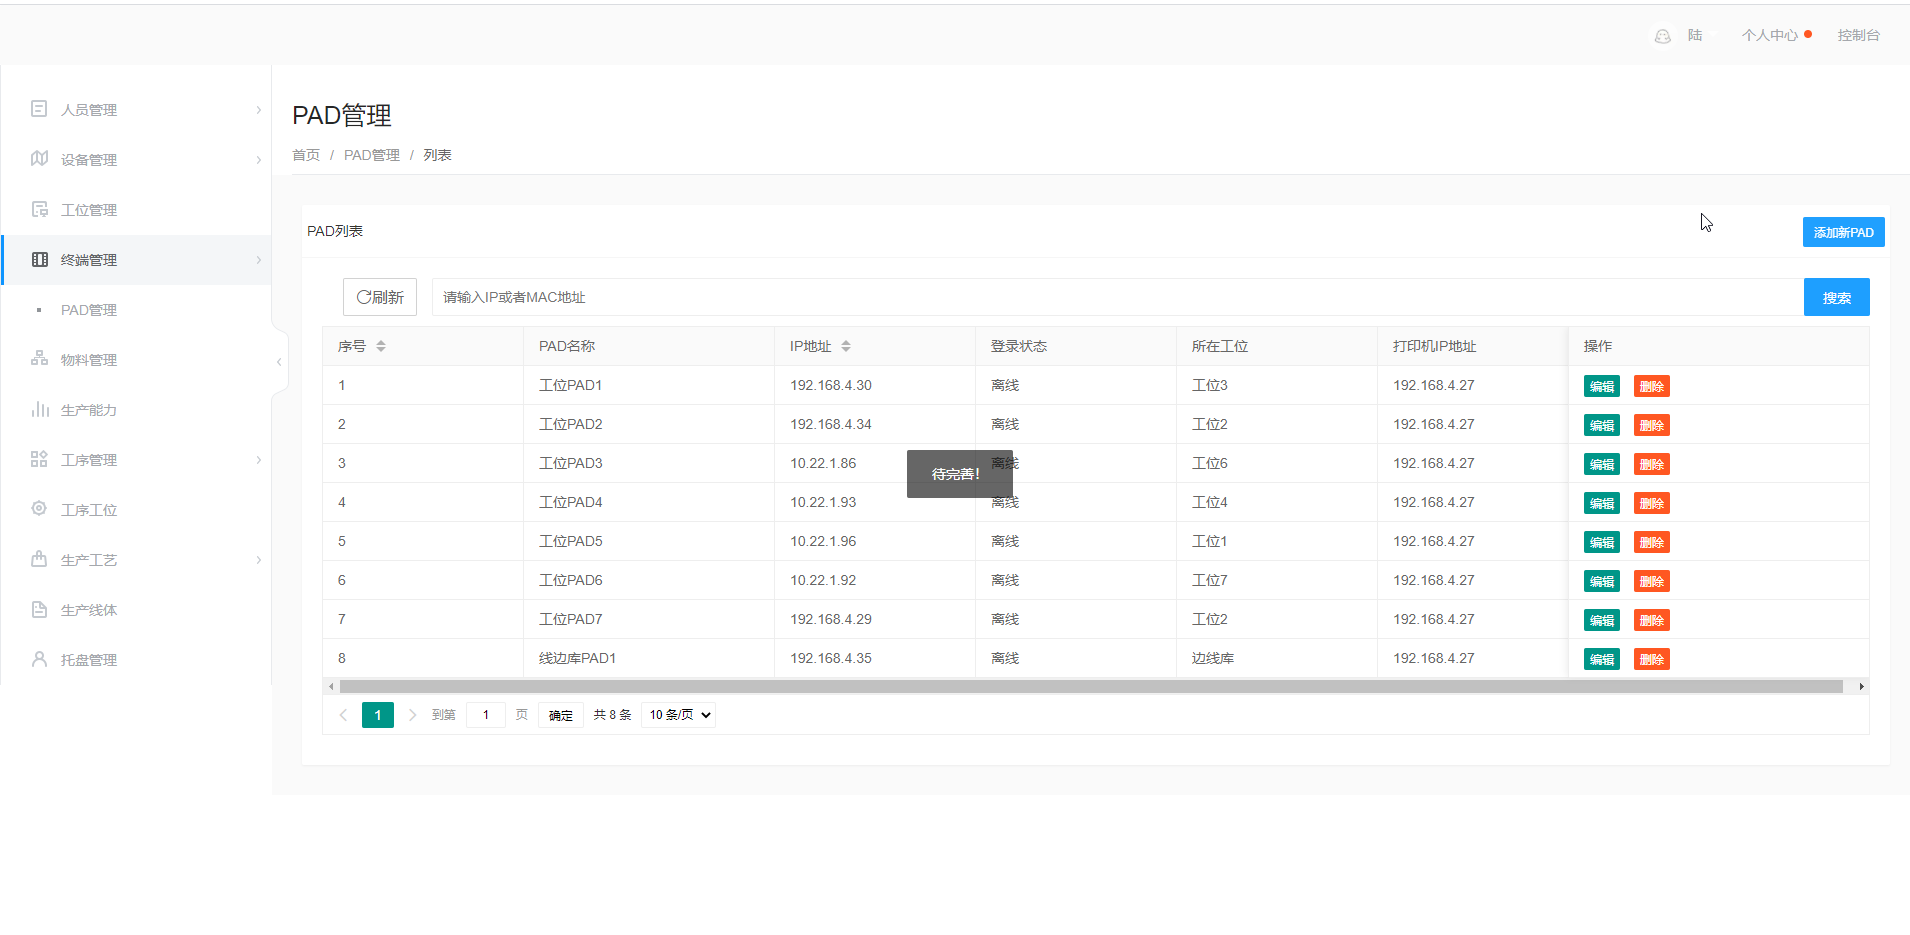 陆 个人中心 控制台
人员管理
设备管理
工位管理
终端管理
PAD管理
物料管理
生产能力
工序管理
工序工位
生产工艺
生产线体
托盘管理
PAD管理
首页 / PAD管理 / 列表
PAD列表 添加新PAD
刷新 请输入IP或者MAC地址 搜索
序号 PAD名称 IP地址 登录状态 所在工位 打印机IP地址 操作
1 工位PAD1 192.168.4.30 离线 工位3 192.168.4.27 编辑 删除
2 工位PAD2 192.168.4.34 离线 工位2 192.168.4.27 编辑 删除
3 工位PAD3 10.22.1.86 离线 工位6 192.168.4.27 编辑 删除
待完善!
4 工位PAD4 10.22.1.93 离线 工位4 192.168.4.27 编辑 删除
5 工位PAD5 10.22.1.96 离线 工位1 192.168.4.27 编辑 删除
6 工位PAD6 10.22.1.92 离线 工位7 192.168.4.27 编辑 删除
7 工位PAD7 192.168.4.29 离线 工位2 192.168.4.27 编辑 删除
8 线边库PAD1 192.168.4.35 离线 边线库 192.168.4.27 编辑 删除
1 到第 1 页 确定 共 8 条 10 条/页